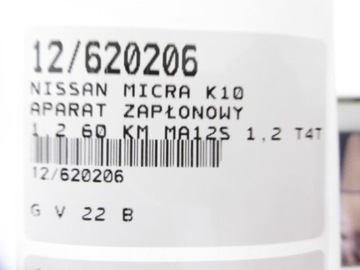 12/620206
NISSAN MICRA K10
APARAT ZAPŁONOWY
1,2 60 KM MA12S 1,2 T4T
12/620206
G V 22 B